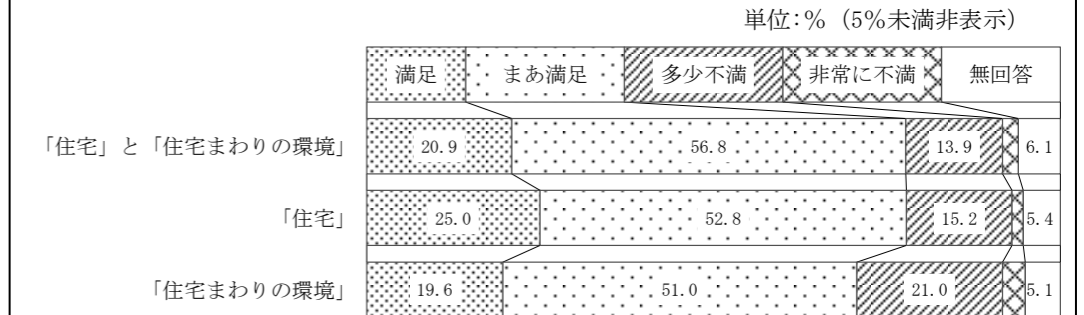 単位:％（5％未満非表示）
満足 まあ満足 多少不満 非常に不満 無回答
「住宅」と「住宅まわりの環境」 20.9 56.8 13.9 6.1
「住宅」 25.0 52.8 15.2 5.4
「住宅まわりの環境」 19.6 51.0 21.0 5.1